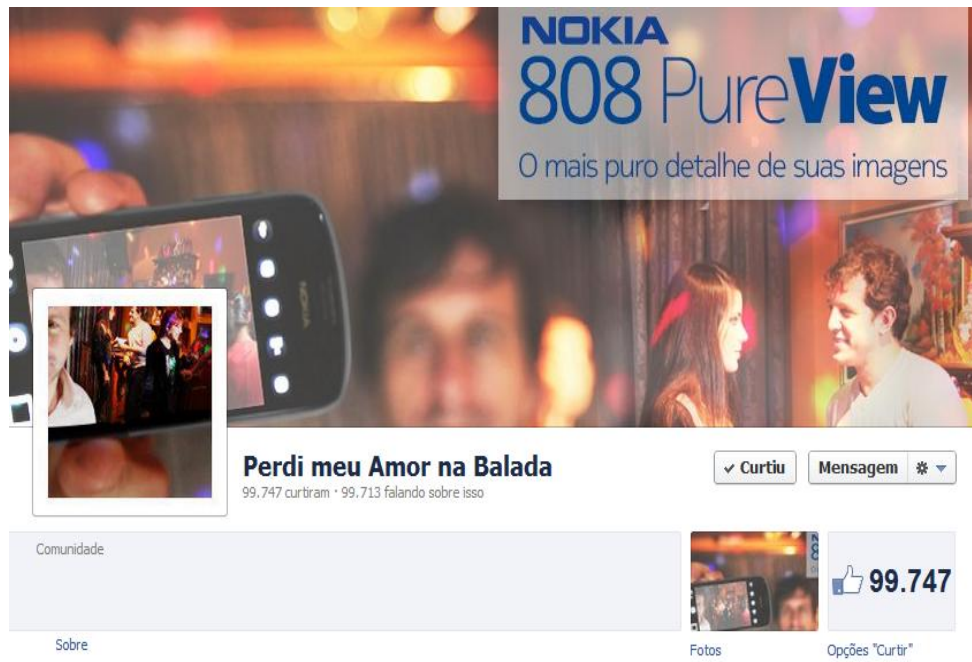 NOKIA
808 PureView
O mais puro detalhe de suas imagens
NOKIA
Perdi meu Amor na Balada
99.747 curtiram · 99.713 falando sobre isso
Curtiu
Mensagem
Comunidade
99.747
Sobre
Fotos
Opções "Curtir"